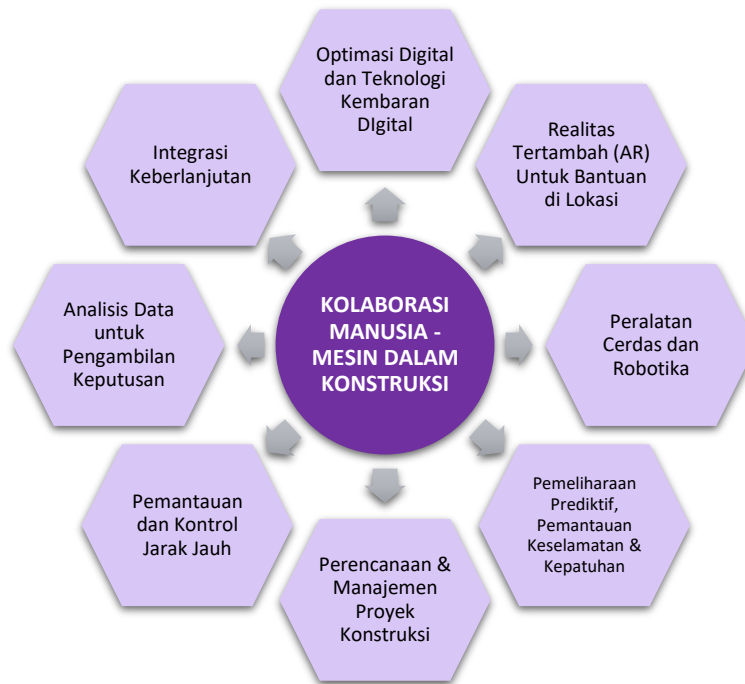 Optimasi Digital
dan Teknologi
Kembaran
DIgital
Realitas
Tertambah (AR)
Untuk Bantuan
di Lokasi
Peralatan
Cerdas dan
Robotika
Pemeliharaan
Prediktif,
Pemantauan
Keselamatan &
Kepatuhan
Perencanaan &
Manajemen
Proyek
Konstruksi
Pemantauan
dan Kontrol
Jarak Jauh
Analisis Data
untuk
Pengambilan
Keputusan
Integrasi
Keberlanjutan
KOLABORASI
MANUSIA -
MESIN DALAM
KONSTRUKSI